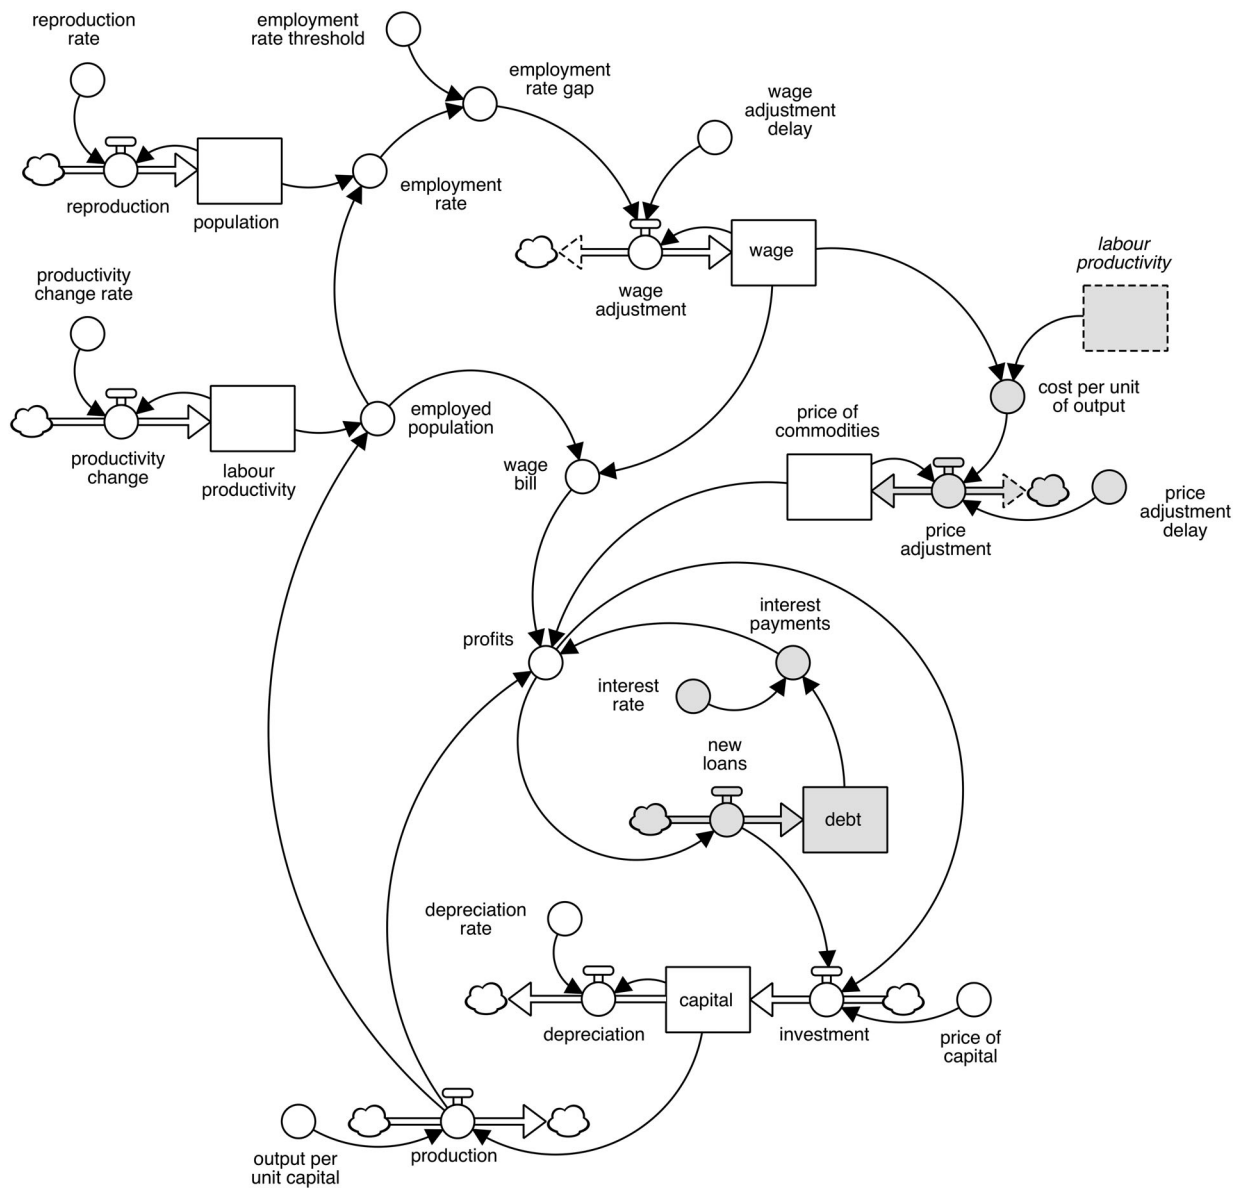 reproduction
rate
employment
rate threshold
employment
rate gap
wage
adjustment
delay
employment
rate
reproduction
population
wage
wage
adjustment
labour
productivity
productivity
change rate
cost per unit
of output
price of
commodities
employed
population
productivity
change
labour
productivity
wage
bill
price
adjustment
price
adjustment
delay
interest
payments
profits
interest
rate
new
loans
debt
depreciation
rate
capital
depreciation
investment
price of
capital
production
output per
unit capital